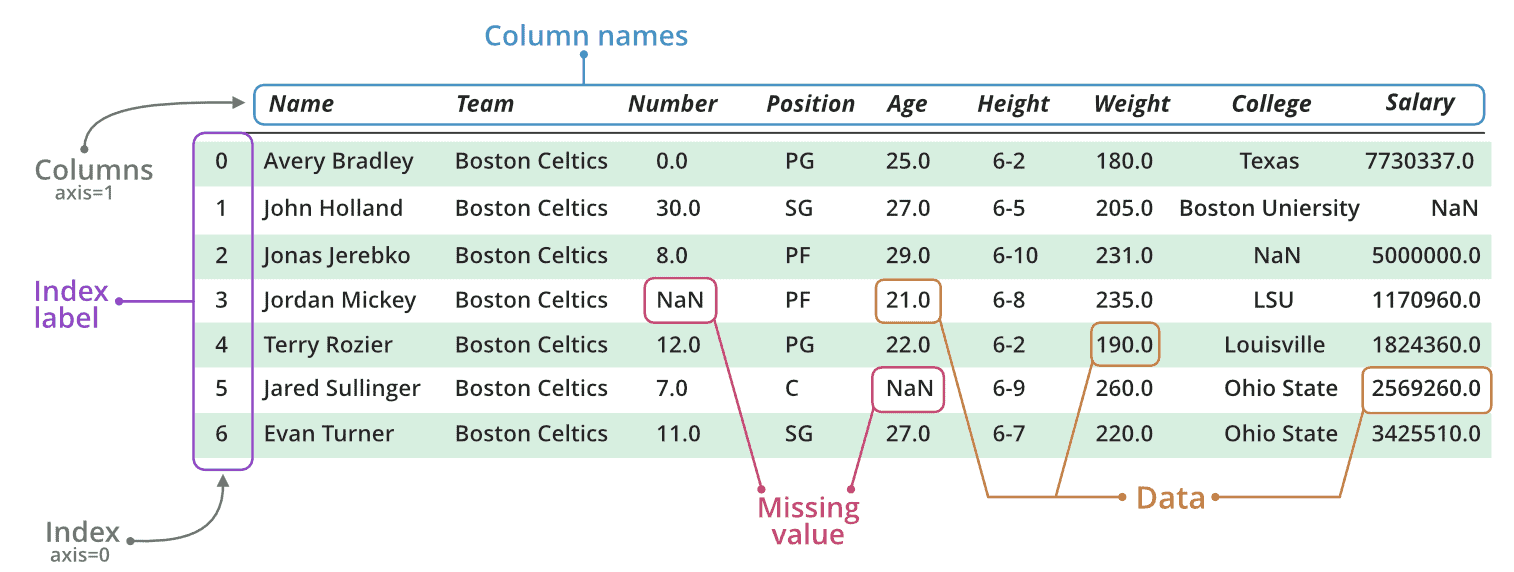 Column names
Name Team Number Position Age Height Weight College Salary
Columns
axis=1
0 Avery Bradley Boston Celtics 0.0 PG 25.0 6-2 180.0 Texas 7730337.0
1 John Holland Boston Celtics 30.0 SG 27.0 6-5 205.0 Boston Uniersity NaN
2 Jonas Jerebko Boston Celtics 8.0 PF 29.0 6-10 231.0 NaN 5000000.0
Index
label
3 Jordan Mickey Boston Celtics NaN PF 21.0 6-8 235.0 LSU 1170960.0
4 Terry Rozier Boston Celtics 12.0 PG 22.0 6-2 190.0 Louisville 1824360.0
5 Jared Sullinger Boston Celtics 7.0 C NaN 6-9 260.0 Ohio State 2569260.0
6 Evan Turner Boston Celtics 11.0 SG 27.0 6-7 220.0 Ohio State 3425510.0
Missing
value
Data
Index
axis=0